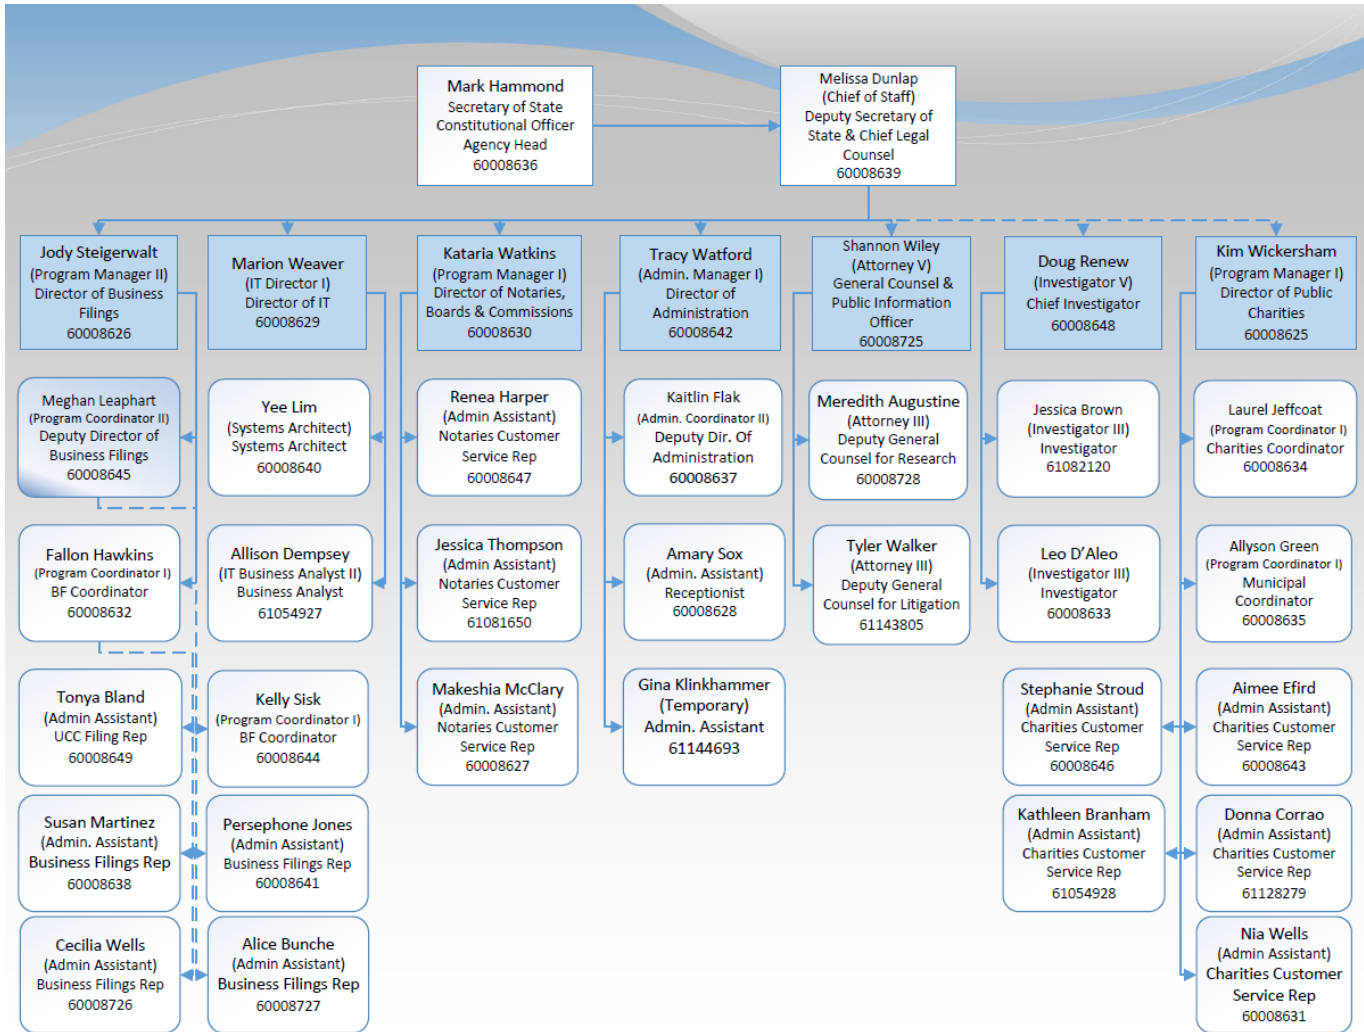 Mark Hammond
Secretary of State
Constitutional Officer
Agency Head
60008636
Melissa Dunlap
(Chief of Staff)
Deputy Secretary of
State & Chief Legal
Counsel
60008639
Jody Steigerwalt
(Program Manager II)
Director of Business
Filings
60008626
Marion Weaver
(IT Director I)
Director of IT
60008629
Kataria Watkins
(Program Manager I)
Director of Notaries,
Boards & Commissions
60008630
Tracy Watford
(Admin. Manager I)
Director of
Administration
60008642
Shannon Wiley
(Attorney V)
General Counsel &
Public Information
Officer
60008725
Doug Renew
(Investigator V)
Chief Investigator
60008648
Kim Wickersham
(Program Manager I)
Director of Public
Charities
60008625
Meghan Leaphart
(Program Coordinator II)
Deputy Director of
Business Filings
60008645
Yee Lim
(Systems Architect)
Systems Architect
60008640
Renea Harper
(Admin Assistant)
Notaries Customer
Service Rep
60008647
Kaitlin Flak
(Admin. Coordinator II)
Deputy Dir. Of
Administration
60008637
Meredith Augustine
(Attorney III)
Deputy General
Counsel for Research
60008728
Jessica Brown
(Investigator III)
Investigator
61082120
Laurel Jeffcoat
(Program Coordinator I)
Charities Coordinator
60008634
Fallon Hawkins
(Program Coordinator I)
BF Coordinator
60008632
Allison Dempsey
(IT Business Analyst II)
Business Analyst
61054927
Jessica Thompson
(Admin Assistant)
Notaries Customer
Service Rep
61081650
Amary Sox
(Admin. Assistant)
Receptionist
60008628
Tyler Walker
(Attorney III)
Deputy General
Counsel for Litigation
61143805
Leo D'Aleo
(Investigator III)
Investigator
60008633
Allyson Green
(Program Coordinator I)
Municipal
Coordinator
60008635
Tonya Bland
(Admin Assistant)
UCC Filing Rep
60008649
Kelly Sisk
(Program Coordinator I)
BF Coordinator
60008644
Makeshia McClary
(Admin. Assistant)
Notaries Customer
Service Rep
60008627
Gina Klinkhammer
(Temporary)
Admin. Assistant
61144693
Stephanie Stroud
(Admin Assistant)
Charities Customer
Service Rep
60008646
Aimee Efird
(Admin Assistant)
Charities Customer
Service Rep
60008643
Susan Martinez
(Admin. Assistant)
Business Filings Rep
60008638
Persephone Jones
(Admin Assistant)
Business Filings Rep
60008641
Kathleen Branham
(Admin Assistant)
Charities Customer
Service Rep
61054928
Donna Corrao
(Admin Assistant)
Charities Customer
Service Rep
61128279
Cecilia Wells
(Admin Assistant)
Business Filings Rep
60008726
Alice Bunche
(Admin Assistant)
Business Filings Rep
60008727
Nia Wells
(Admin Assistant)
Charities Customer
Service Rep
60008631